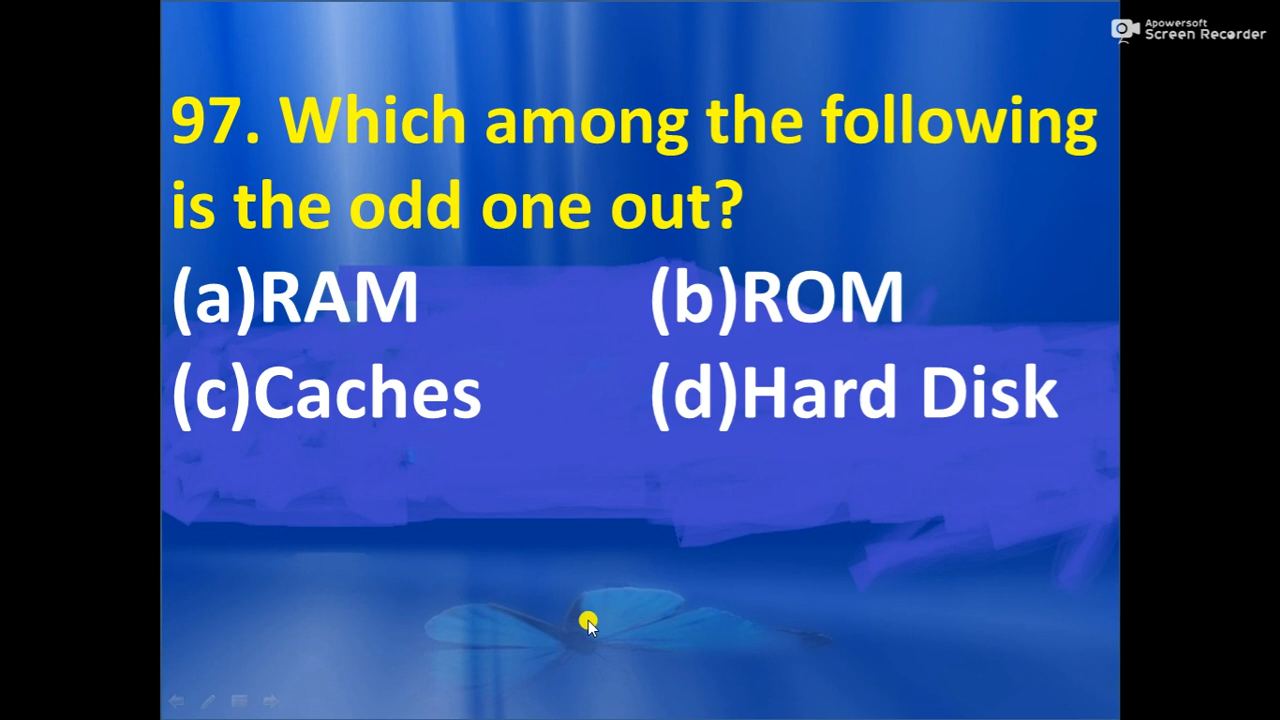 Apowersoft
Screen Recorder
97. Which among the following
is the odd one out?
(a)RAM (b)ROM
(c)Caches (d)Hard Disk